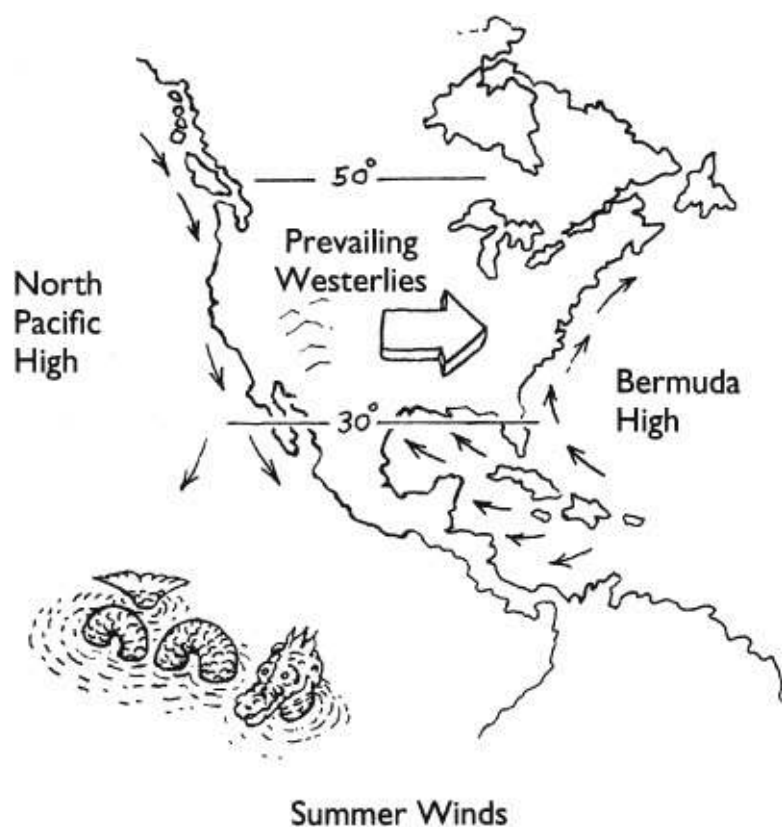 50°
Prevailing
Westerlies
North
Pacific
High
Bermuda
High
30°
Summer Winds